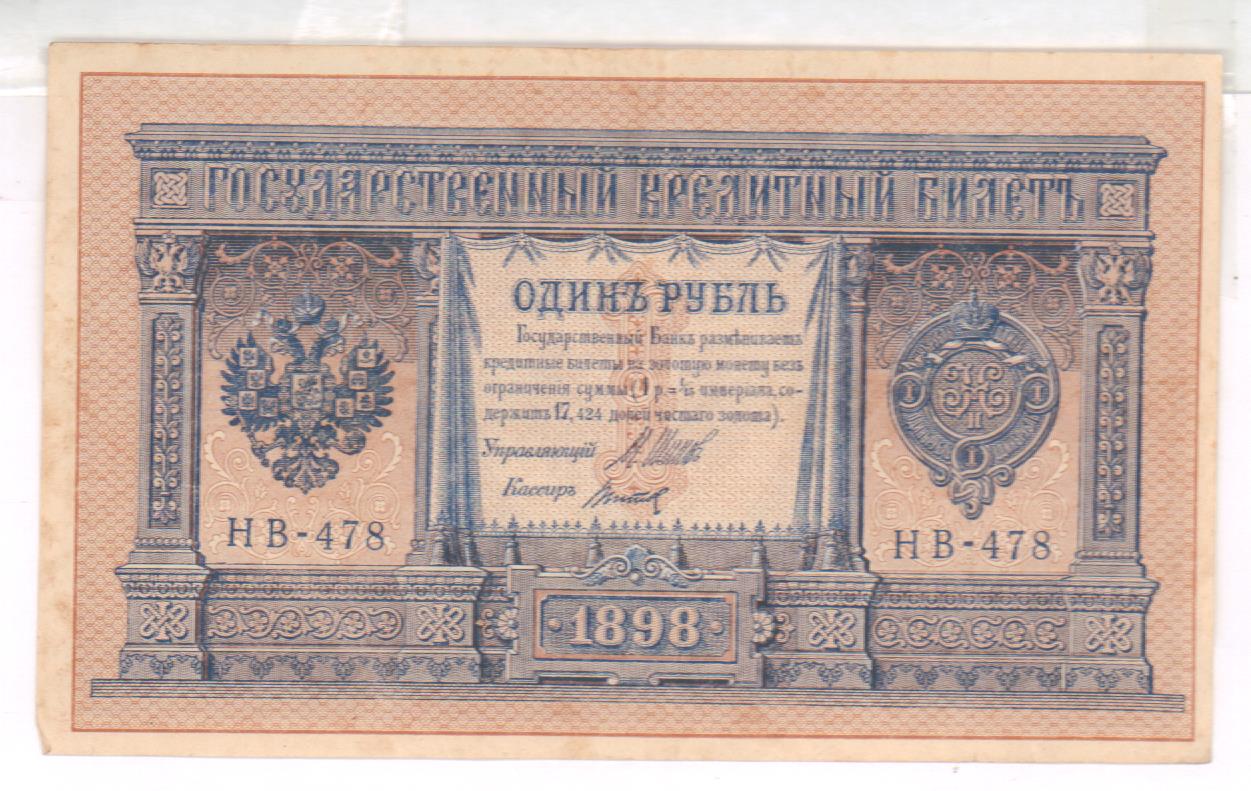 ГОСУДАРСТВЕННЫЙ КРЕДИТНЫЙ БИЛЕТЪ
ОДИНЪ РУБЛЬ
Государственный Банкъ размѣниваетъ
кредитные билеты на золотую монету безъ
ограниченія суммы (1 р. = 1/15 имперіала, со-
держитъ 17,424 долей чистаго золота).
Управляющій
Кассиръ
НВ-478
НВ-478
1898